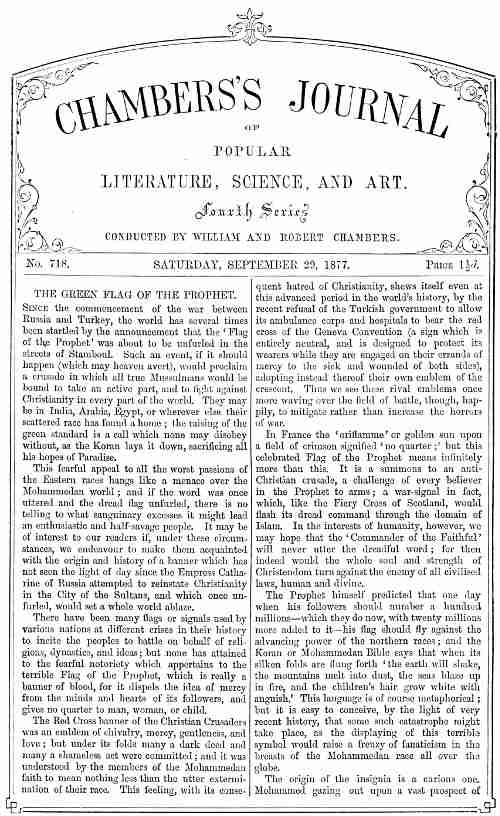 CHAMBERS'S JOURNAL
OF
POPULAR
LITERATURE, SCIENCE, AND ART.
Fourth Series
CONDUCTED BY WILLIAM AND ROBERT CHAMBERS.
No. 718.
SATURDAY, SEPTEMBER 29, 1877.
PRICE 1½d.
THE GREEN FLAG OF THE PROPHET.
SINCE the commencement of the war between
Russia and Turkey, the world has several times
been startled by the announcement that the 'Flag
of the Prophet' was about to be unfurled in the
streets of Stamboul. Such an event, if it should
happen (which may heaven avert), would proclaim
a crusade in which all true Mussulmans would be
bound to take an active part, and to fight against
Christianity in every part of the world. They may
be in India, Arabia, Egypt, or wherever else their
scattered race has found a home; the raising of the
green standard is a call which none may disobey
without, as the Koran lays it down, sacrificing all
his hopes of Paradise.
This fearful appeal to all the worst passions of
the Eastern races hangs like a menace over the
Mohammedan world; and if the word was once
uttered and the dread flag unfurled, there is no
telling to what sanguinary excesses it might lead
an enthusiastic and half-savage people. It may be
of interest to our readers if, under these circum-
stances, we endeavour to make them acquainted
with the origin and history of a banner which has
not seen the light of day since the Empress Catha-
rine of Russia attempted to reinstate Christianity
in the City of the Sultans, and which once un-
furled, would set a whole world ablaze.
There have been many flags or signals used by
various nations at different crises in their history
to incite the peoples to battle on behalf of reli-
gions, dynasties, and ideas; but none has attained
to the fearful notoriety which appertains to the
terrible Flag of the Prophet, which is really a
banner of blood, for it dispels the idea of mercy
from the minds and hearts of its followers, and
gives no quarter to man, woman, or child.
The Red Cross banner of the Christian Crusaders
was an emblem of chivalry, mercy, gentleness, and
love; but under its folds many a dark deed and
many a shameless act were committed; and it was
understood by the members of the Mohammedan
faith to mean nothing less than the utter extermi-
nation of their race. This feeling, with its conse-
quent hatred of Christianity, shews itself even at
this advanced period in the world's history, by the
recent refusal of the Turkish government to allow
its ambulance corps and hospitals to bear the red
cross of the Geneva Convention (a sign which is
entirely neutral, and is designed to protect its
wearers while they are engaged on their errands of
mercy to the sick and wounded of both sides),
adopting instead thereof their own emblem of the
crescent. Thus we see these rival emblems once
more waving over the field of battle, though, hap-
pily, to mitigate rather than increase the horrors
of war.
In France the 'oriflamme' or golden sun upon
a field of crimson signified 'no quarter;' but this
celebrated Flag of the Prophet means infinitely
more than this. It is a summons to an anti-
Christian crusade, a challenge of every believer
in the Prophet to arms; a war-signal in fact,
which, like the Fiery Cross of Scotland, would
flash its dread command through the domain of
Islam. In the interests of humanity, however, we
may hope that the 'Commander of the Faithful'
will never utter the dreadful word; for then
indeed would the whole soul and strength of
Christendom turn against the enemy of all civilised
laws, human and divine.
The Prophet himself predicted that one day
when his followers should number a hundred
millions—which they do now, with twenty millions
more added to it—his flag should fly against the
advancing power of the northern races; and the
Koran or Mohammedan Bible says that when its
silken folds are flung forth 'the earth will shake,
the mountains melt into dust, the seas blaze up
in fire, and the children's hair grow white with
anguish.' This language is of course metaphorical;
but it is easy to conceive, by the light of very
recent history, that some such catastrophe might
take place, as the displaying of this terrible
symbol would raise a frenzy of fanaticism in the
breasts of the Mohammedan race all over the
globe.
The origin of the insignia is a curious one.
Mohammed gazing out upon a vast prospect of